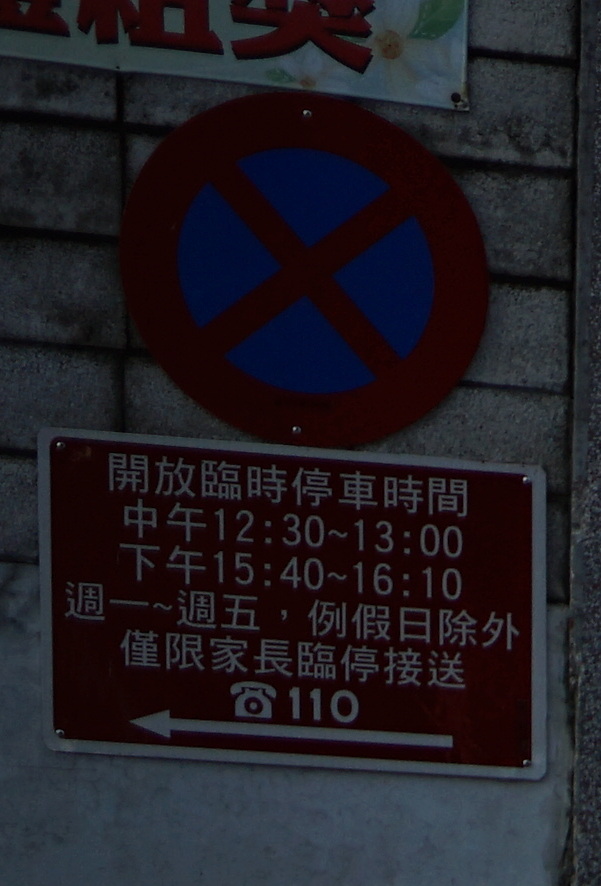 組獎
開放臨時停車時間
中午12:30~13:00
下午15:40~16:10
週一~週五，例假日除外
僅限家長臨停接送
☎110